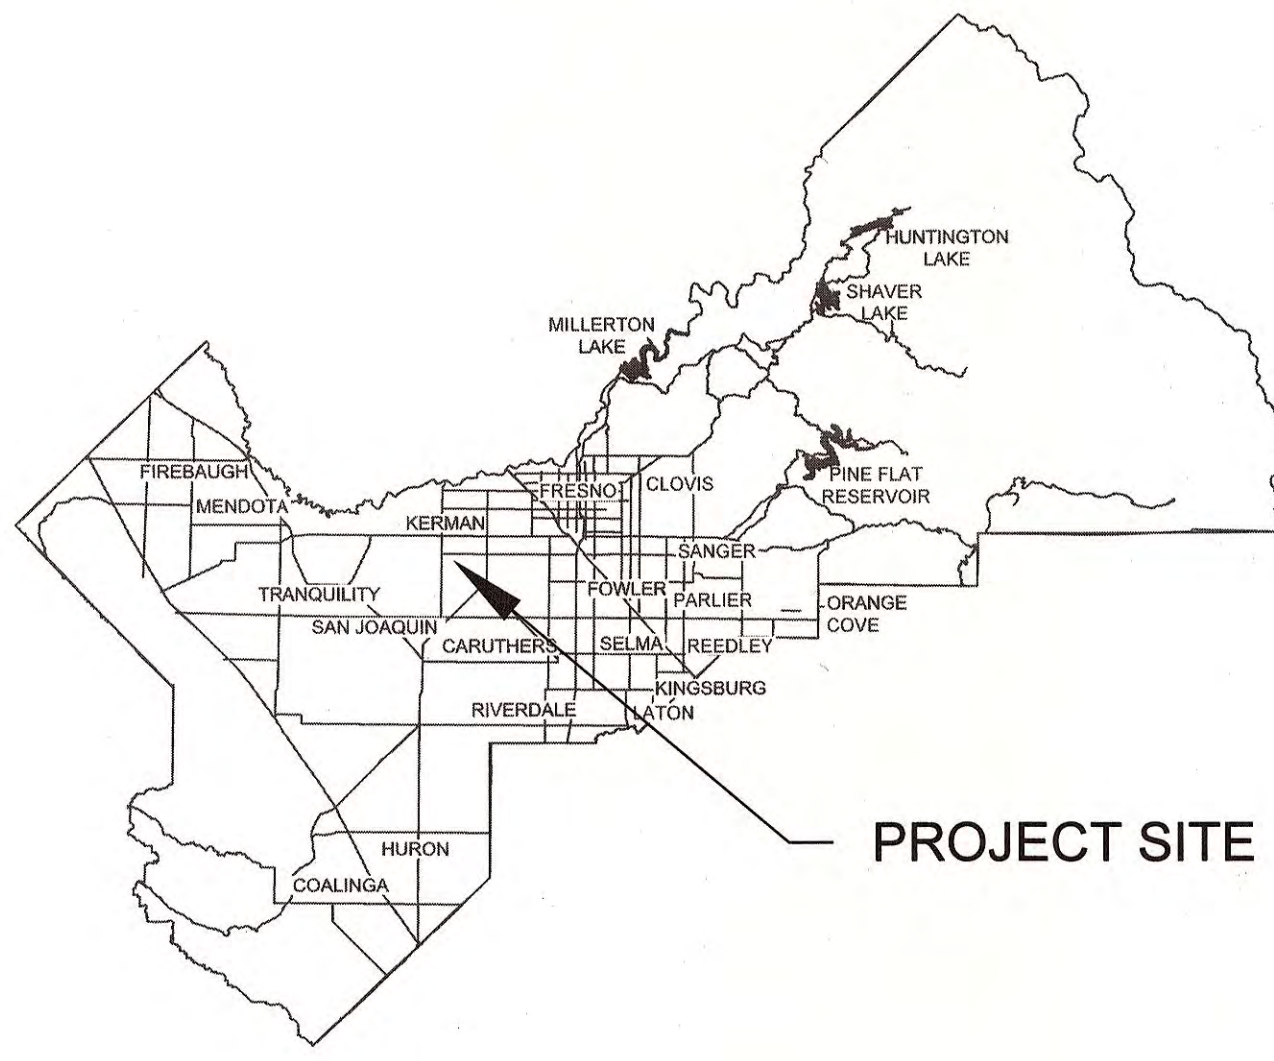 HUNTINGTON
LAKE
SHAVER
LAKE
MILLERTON
LAKE
FIREBAUGH
MENDOTA
FRESNO
CLOVIS
PINE FLAT
RESERVOIR
KERMAN
SANGER
TRANQUILITY
FOWLER
PARLIER
ORANGE
COVE
SAN JOAQUIN
CARUTHERS
SELMA
REEDLEY
KINGSBURG
RIVERDALE
LATON
PROJECT SITE
HURON
COALINGA